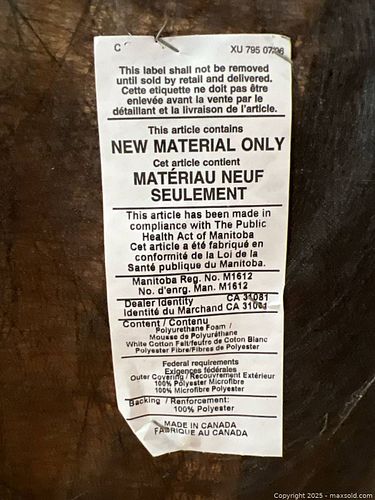 C
XU 795 07/06
This label shall not be removed
until sold by retail and delivered.
Cette etiquette ne doit pas être
enlevée avant la vente par le
détaillant et la livraison de l'article.
This article contains
NEW MATERIAL ONLY
Cet article contient
MATÉRIAU NEUF
SEULEMENT
This article has been made in
compliance with The Public
Health Act of Manitoba
Cet article a été fabriqué en
conformité de la Loi de la
Santé publique du Manitoba.
Manitoba Reg. No. M1612
No. d'enrg. Man. M1612
Dealer Identity CA 31081
Identité du Marchand CA
Content / Contenu
Polyurethane Foam /
Mousse de Polyuréthane
White Cotton Felt/feutre de Coton Blanc
Polyester Fibre/Fibres de Polyester
Federal requirements
Exigences fédérales
Outer Covering / Recouvrement Extérieur
100% Polyester Microfibre
100% Microfibre Polyester
Backing / Renforcement:
100% Polyester
MADE IN CANADA
FABRIQUE AU CANADA
Copyright 2025 - maxsold.com